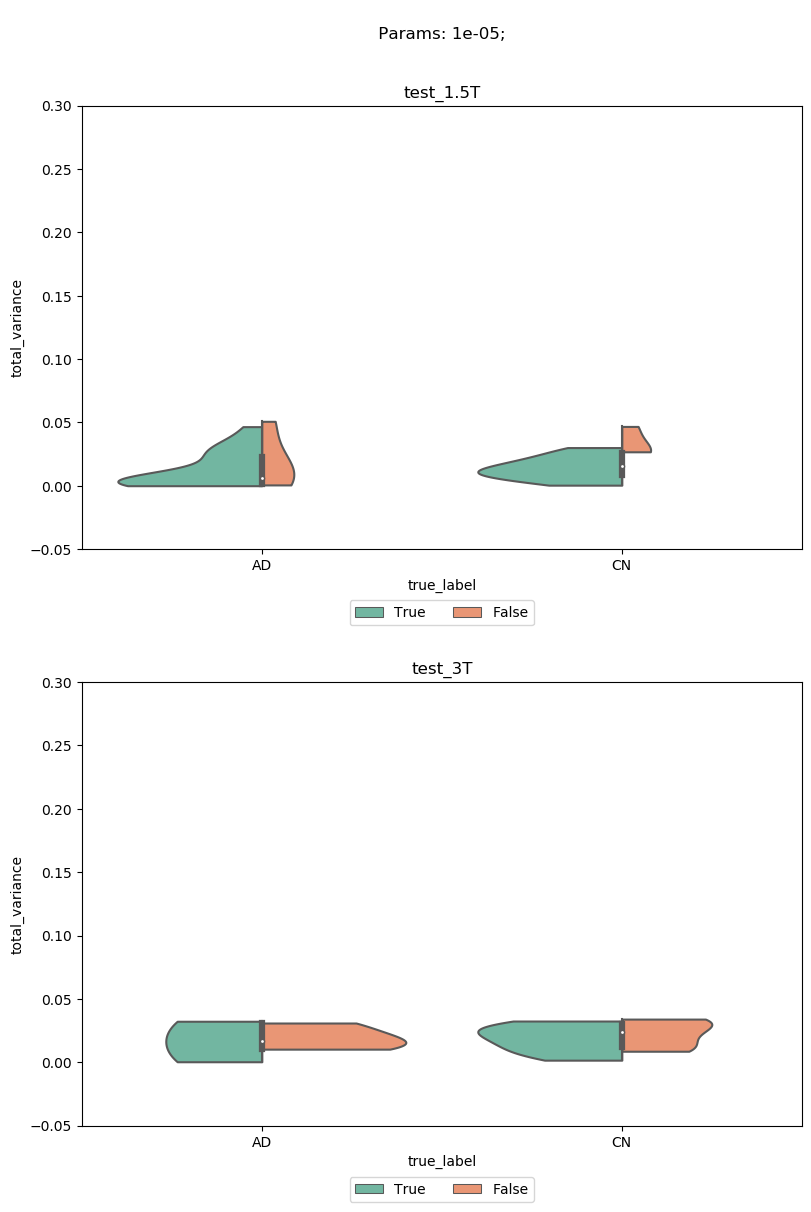 Params: 1e-05;
test_1.5T
0.30
0.25
0.20
0.15
0.10
0.05
0.00
−0.05
total_variance
AD CN
true_label
True False
test_3T
0.30
0.25
0.20
0.15
0.10
0.05
0.00
−0.05
total_variance
AD CN
true_label
True False